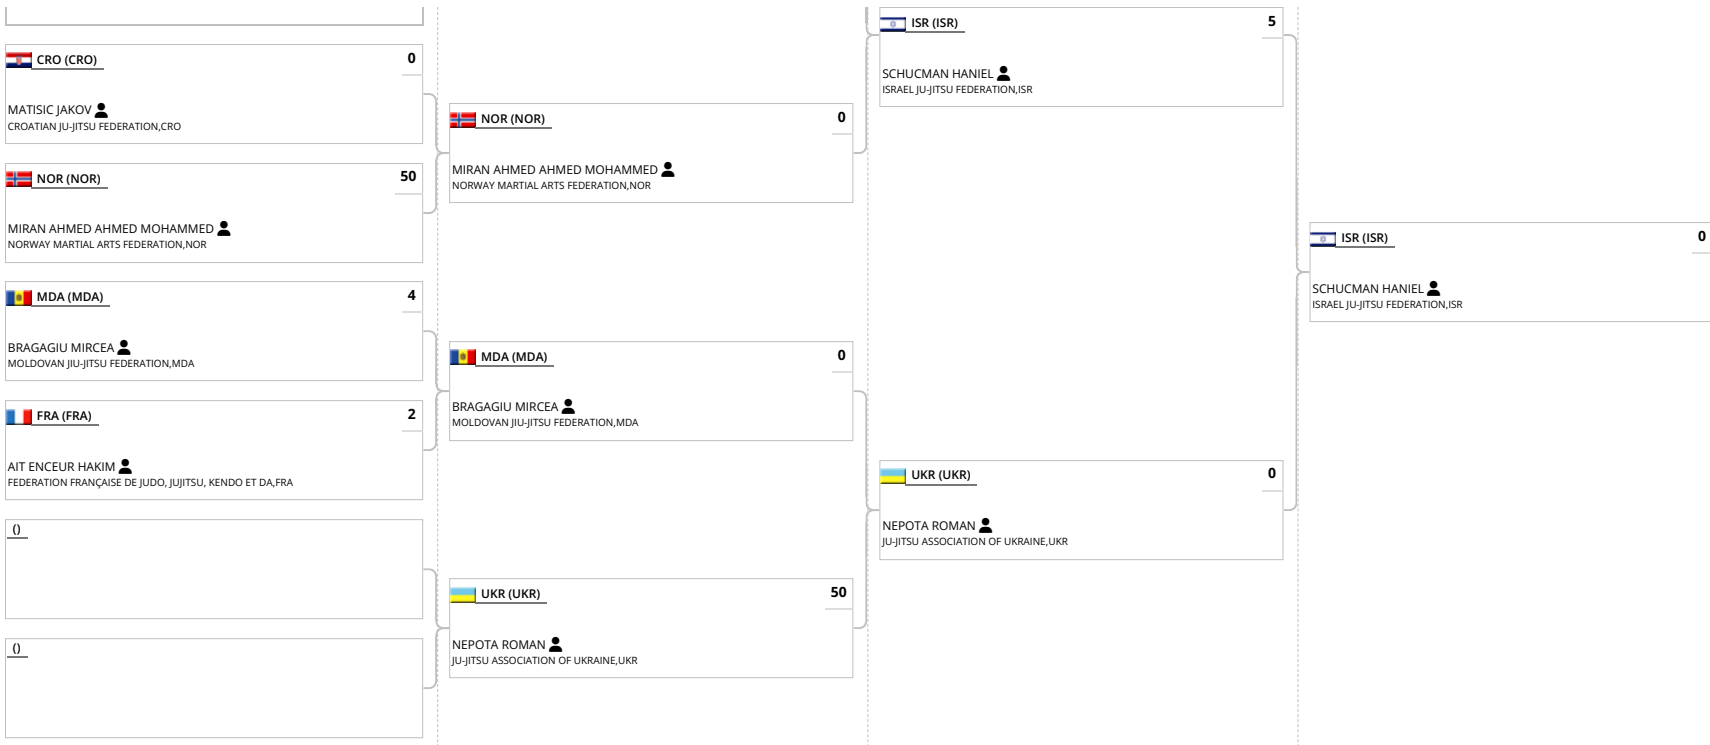 CRO (CRO) 0
MATISIC JAKOV
CROATIAN JU-JITSU FEDERATION,CRO
NOR (NOR) 50
MIRAN AHMED AHMED MOHAMMED
NORWAY MARTIAL ARTS FEDERATION,NOR
MDA (MDA) 4
BRAGAGIU MIRCEA
MOLDOVAN JIU-JITSU FEDERATION,MDA
FRA (FRA) 2
AIT ENCEUR HAKIM
FEDERATION FRANÇAISE DE JUDO, JUJITSU, KENDO ET DA,FRA
()
()
NOR (NOR) 0
MIRAN AHMED AHMED MOHAMMED
NORWAY MARTIAL ARTS FEDERATION,NOR
MDA (MDA) 0
BRAGAGIU MIRCEA
MOLDOVAN JIU-JITSU FEDERATION,MDA
UKR (UKR) 50
NEPOTA ROMAN
JU-JITSU ASSOCIATION OF UKRAINE,UKR
ISR (ISR) 5
SCHUCMAN HANIEL
ISRAEL JU-JITSU FEDERATION,ISR
UKR (UKR) 0
NEPOTA ROMAN
JU-JITSU ASSOCIATION OF UKRAINE,UKR
ISR (ISR) 0
SCHUCMAN HANIEL
ISRAEL JU-JITSU FEDERATION,ISR